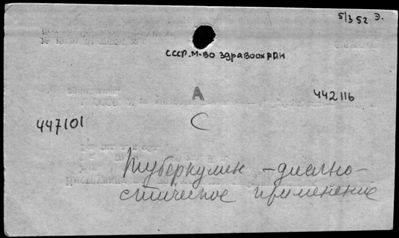 5/3 52 Э.
СССР. М-ВО ЗДРАВООХРАН
А
442116
447101
С
Туберкулин - диагно-
стическое применение